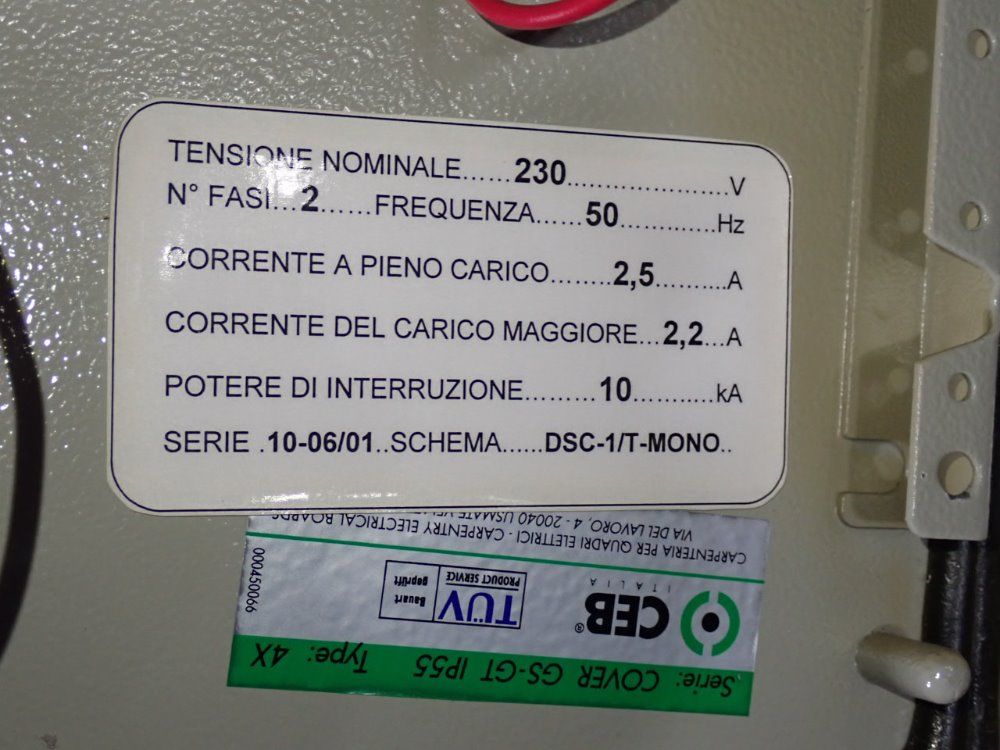 TENSIONE NOMINALE......230......................V
N° FASI...2......FREQUENZA......50.............Hz
CORRENTE A PIENO CARICO........2,5..........A
CORRENTE DEL CARICO MAGGIORE...2,2...A
POTERE DI INTERRUZIONE.........10...........kA
SERIE .10-06/01..SCHEMA......DSC-1/T-MONO..
Serie: COVER GS-GT IP55 Type: 4X
CEB®
ITALIA
TÜV
PRODUCT SERVICE
Bauart
geprüft
000450066
CARPENTERIA PER QUADRI ELETTRICI - CARPENTRY ELECTRICAL BOARDS
VIA DEL LAVORO, 4 - 20040 USMATE